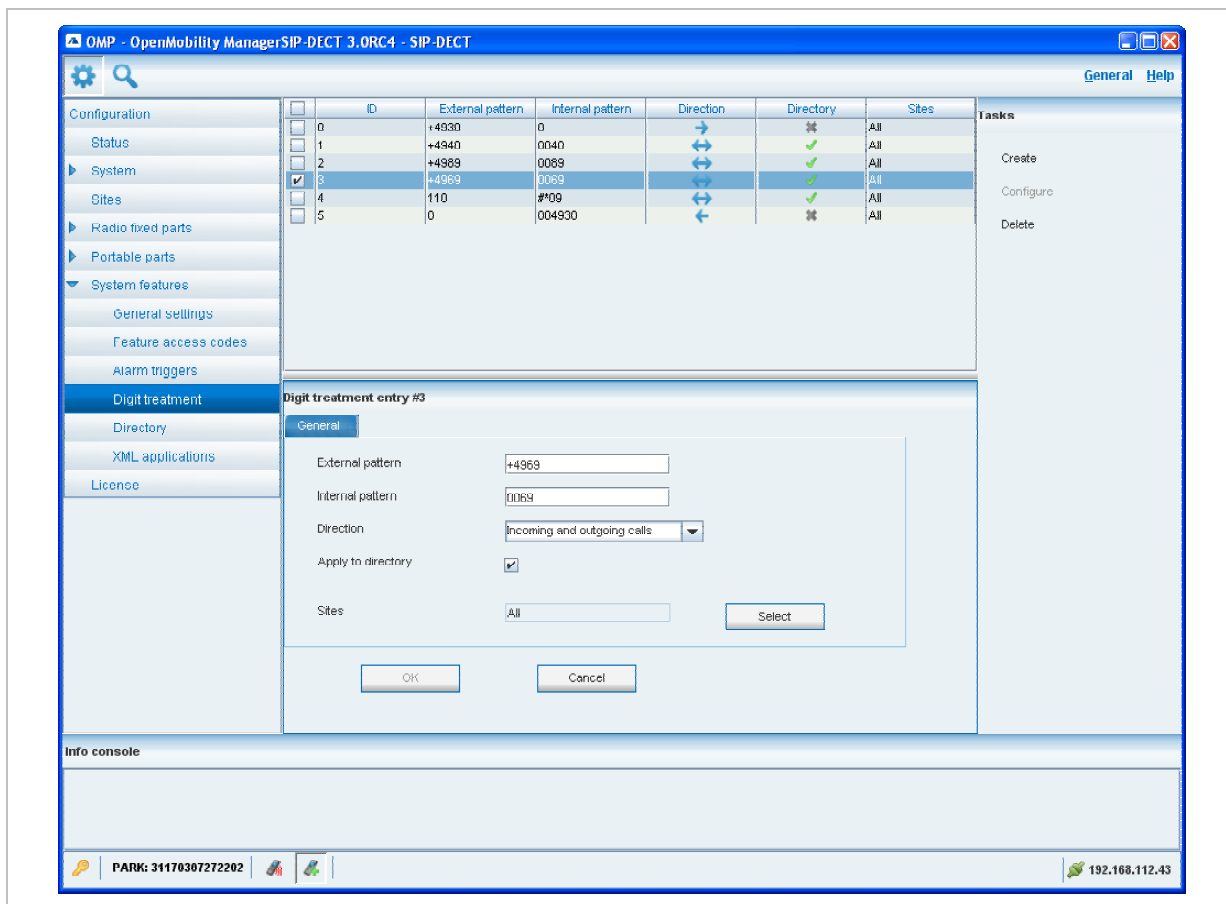 OMP - OpenMobility ManagerSIP-DECT 3.0RC4 - SIP-DECT
General Help
Configuration
Status
System
Sites
Radio fixed parts
Portable parts
System features
General settings
Feature access codes
Alarm triggers
Digit treatment
Directory
XML applications
License
ID External pattern Internal pattern Direction Directory Sites
0 +4930 0 All
1 +4940 0040 All
2 +4989 0089 All
3 +4969 0069 All
4 110 #*09 All
5 0 004930 All
Tasks
Create
Configure
Delete
Digit treatment entry #3
General
External pattern +4969
Internal pattern 0069
Direction Incoming and outgoing calls
Apply to directory
Sites All Select
OK Cancel
Info console
PARK: 31170307272202
192.168.112.43